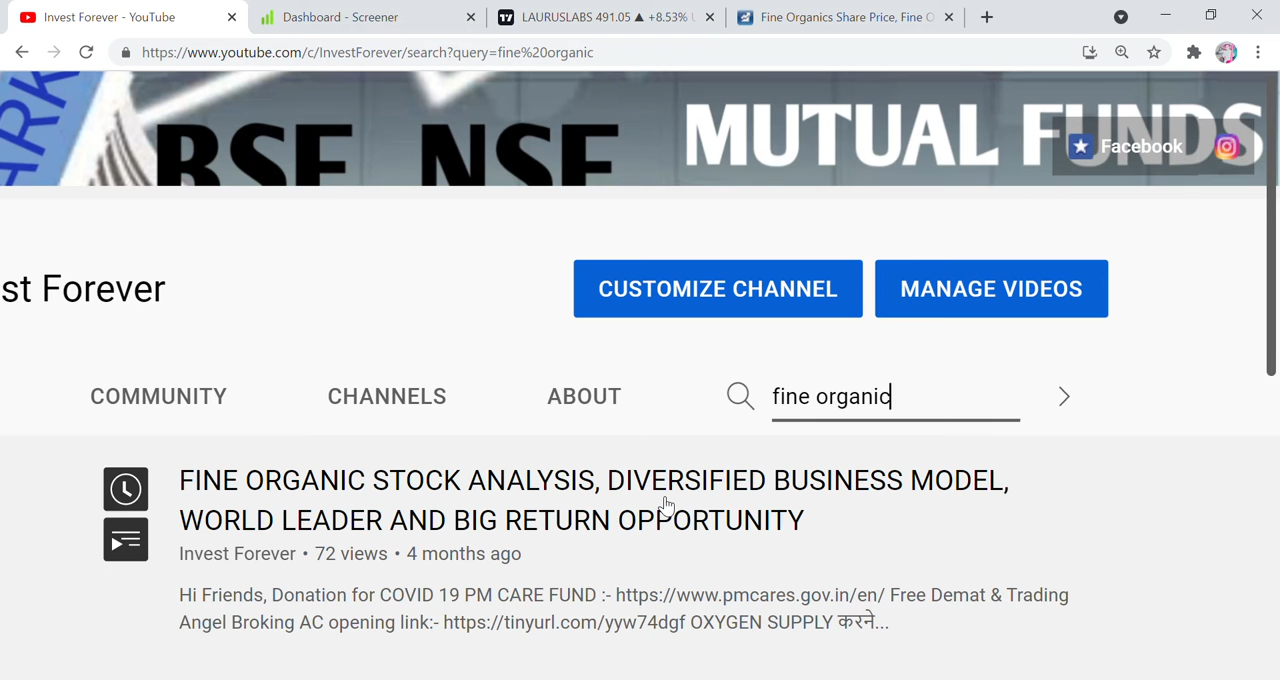 Invest Forever - YouTube
Dashboard - Screener
LAURUSLABS 491.05 ▲ +8.53%
Fine Organics Share Price, Fine O
https://www.youtube.com/c/InvestForever/search?query=fine%20organic
ARK
BSE NSE
MUTUAL FUNDS
Facebook
st Forever
CUSTOMIZE CHANNEL
MANAGE VIDEOS
COMMUNITY
CHANNELS
ABOUT
fine organic
FINE ORGANIC STOCK ANALYSIS, DIVERSIFIED BUSINESS MODEL,
WORLD LEADER AND BIG RETURN OPPORTUNITY
Invest Forever • 72 views • 4 months ago
Hi Friends, Donation for COVID 19 PM CARE FUND :- https://www.pmcares.gov.in/en/ Free Demat & Trading
Angel Broking AC opening link:- https://tinyurl.com/yyw74dgf OXYGEN SUPPLY करने...